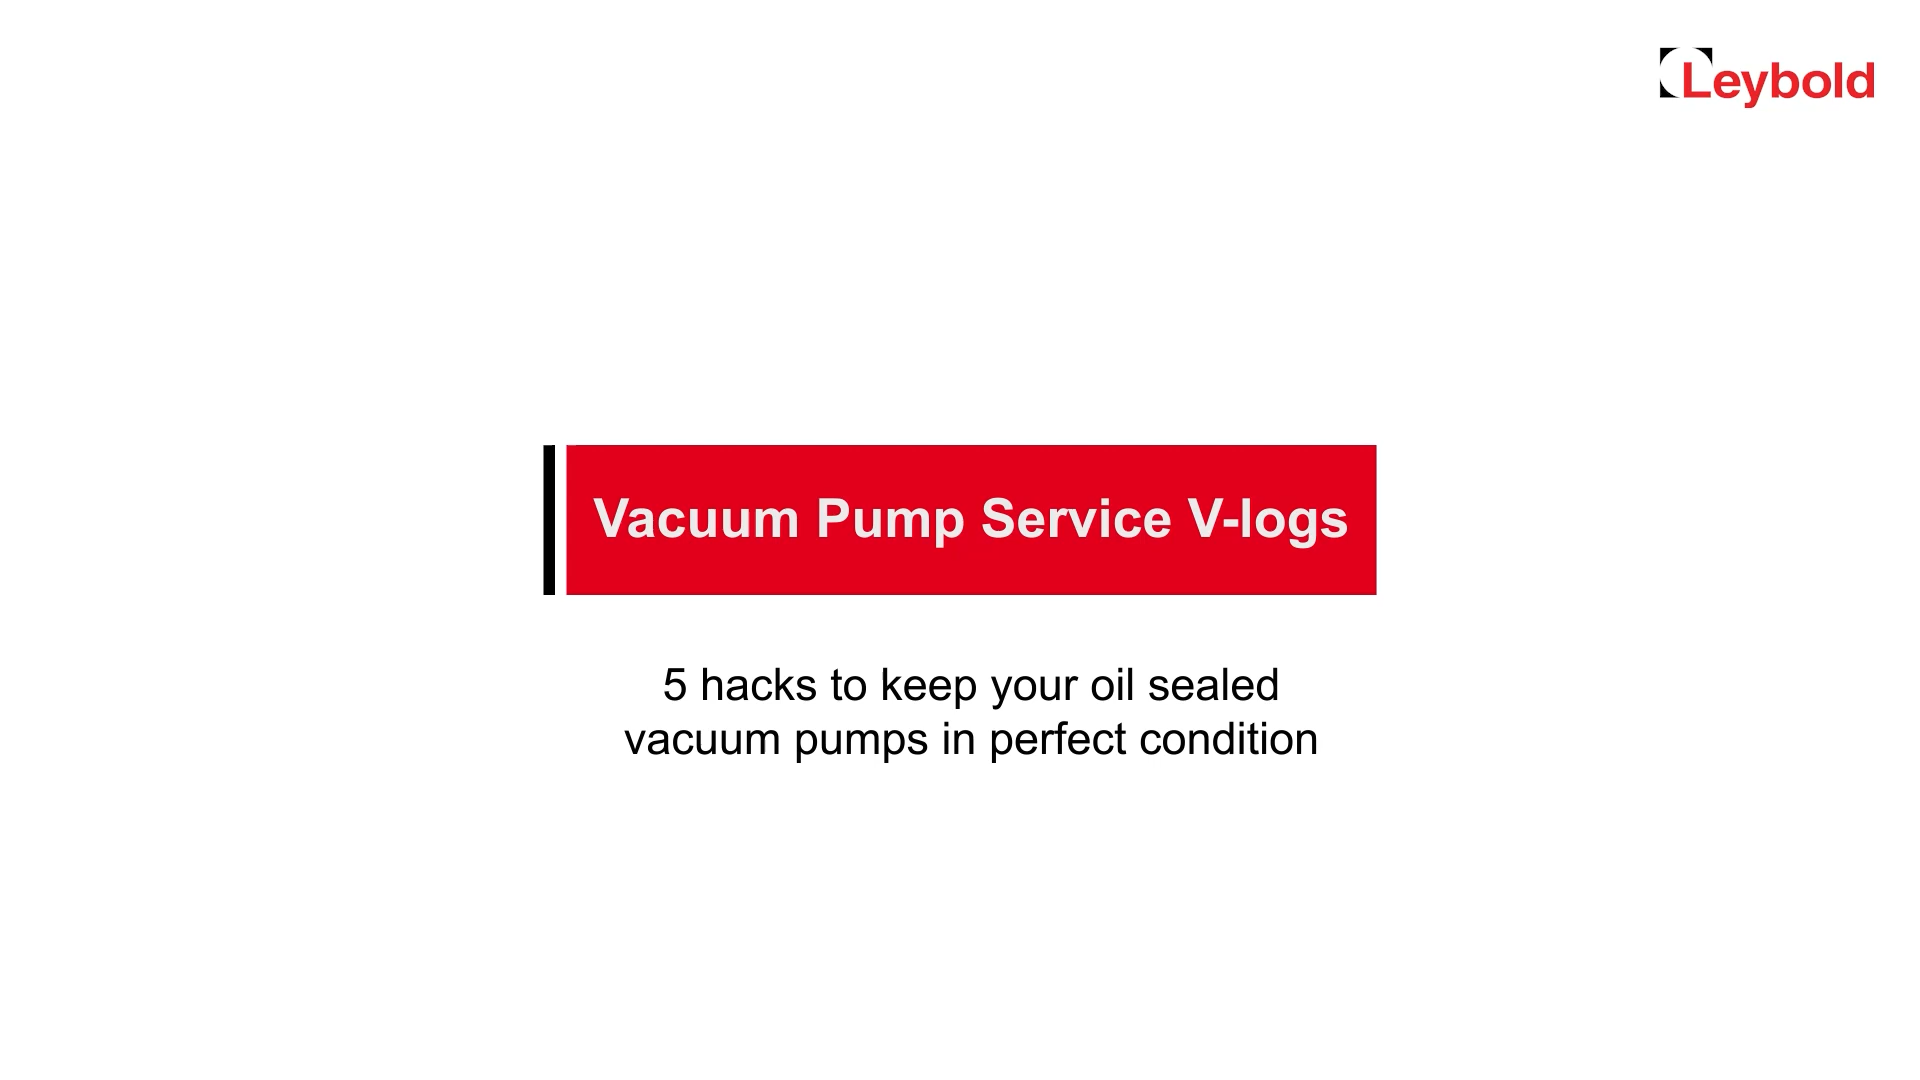 Leybold
Vacuum Pump Service V-logs
5 hacks to keep your oil sealed
vacuum pumps in perfect condition